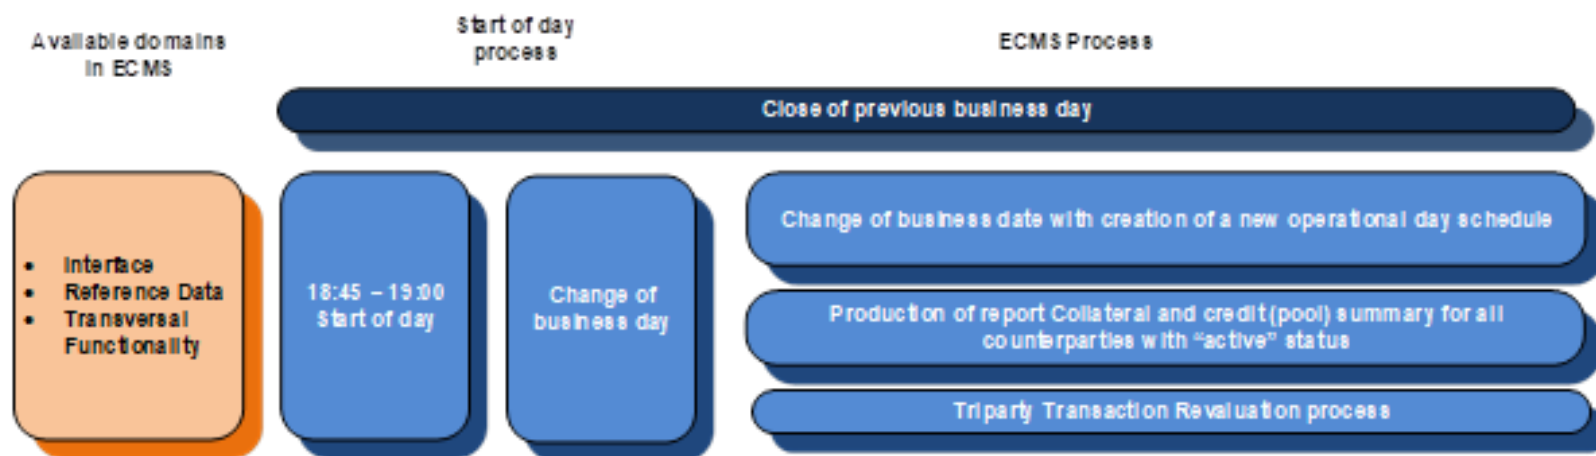 Available domains
in ECMS
Start of day
process
ECMS Process
Close of previous business day
• Interface
• Reference Data
• Transversal
Functionality
18:45 – 19:00
Start of day
Change of
business day
Change of business date with creation of a new operational day schedule
Production of report Collateral and credit (pool) summary for all
counterparties with “active” status
Triparty Transaction Revaluation process